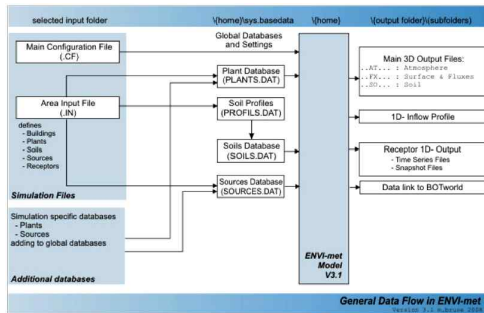 selected input folder
\{home}\sys.basedata
\{home}
\{output folder}\(subfolders)
Main Configuration File
(.CF)
Area Input File
(.IN)
defines
- Buildings
- Plants
- Soils
- Sources
- Receptors
Simulation Files
Simulation specific databases
- Plants
- Sources
adding to global databases
Additional databases
Global Databases
and Settings
Plant Database
(PLANTS.DAT)
Soil Profiles
(PROFILS.DAT)
Soils Database
(SOILS.DAT)
Sources Database
(SOURCES.DAT)
ENVI-met
Model
V3.1
Main 3D Output Files:
..AT... : Atmosphere
..FX... : Surface & Fluxes
..SO... : Soil
1D- Inflow Profile
Receptor 1D- Output
- Time Series Files
- Snapshot Files
Data link to BOTworld
General Data Flow in ENVI-met
Version 3.1 m.bruse